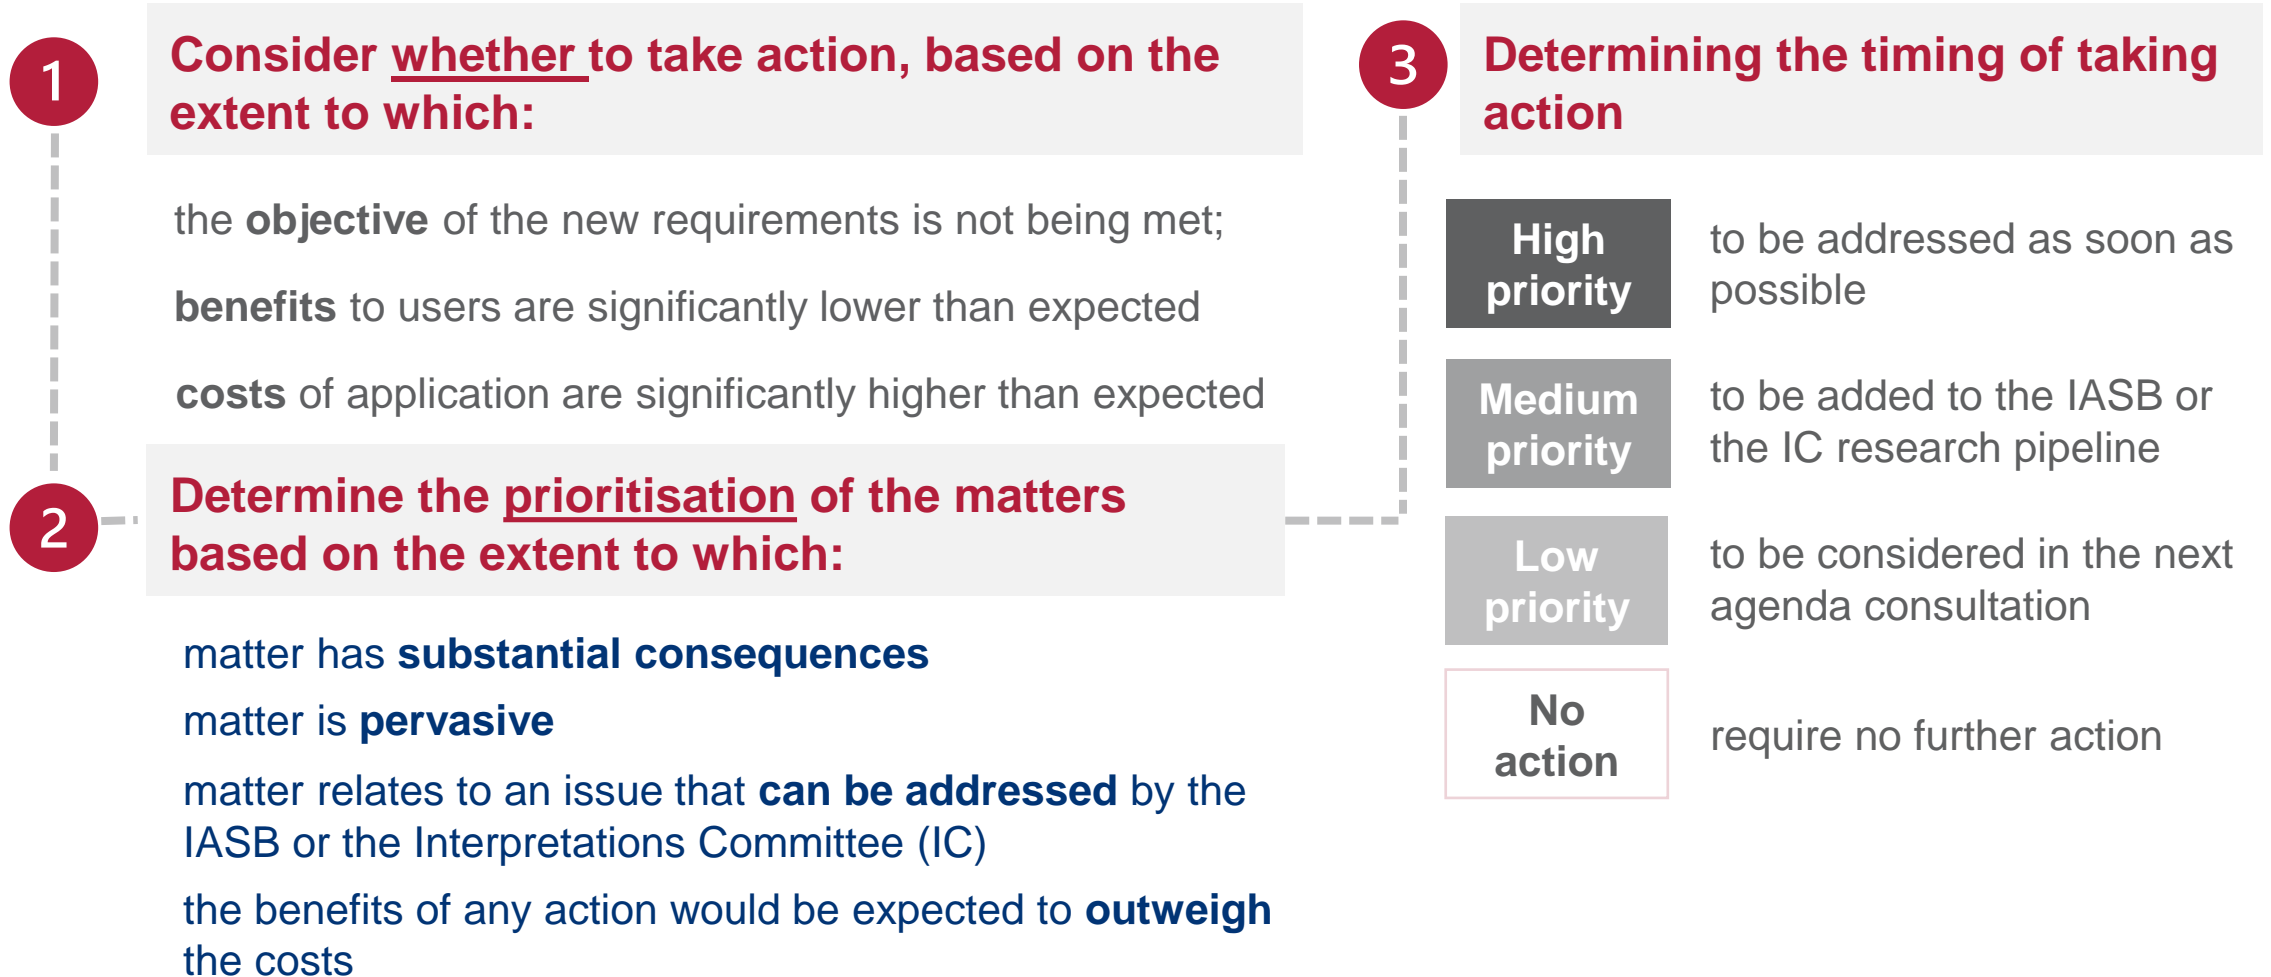 1
Consider whether to take action, based on the
extent to which:
the objective of the new requirements is not being met;
benefits to users are significantly lower than expected
costs of application are significantly higher than expected
2
Determine the prioritisation of the matters
based on the extent to which:
matter has substantial consequences
matter is pervasive
matter relates to an issue that can be addressed by the
IASB or the Interpretations Committee (IC)
the benefits of any action would be expected to outweigh
the costs
3
Determining the timing of taking
action
High
priority
to be addressed as soon as
possible
Medium
priority
to be added to the IASB or
the IC research pipeline
Low
priority
to be considered in the next
agenda consultation
No
action
require no further action